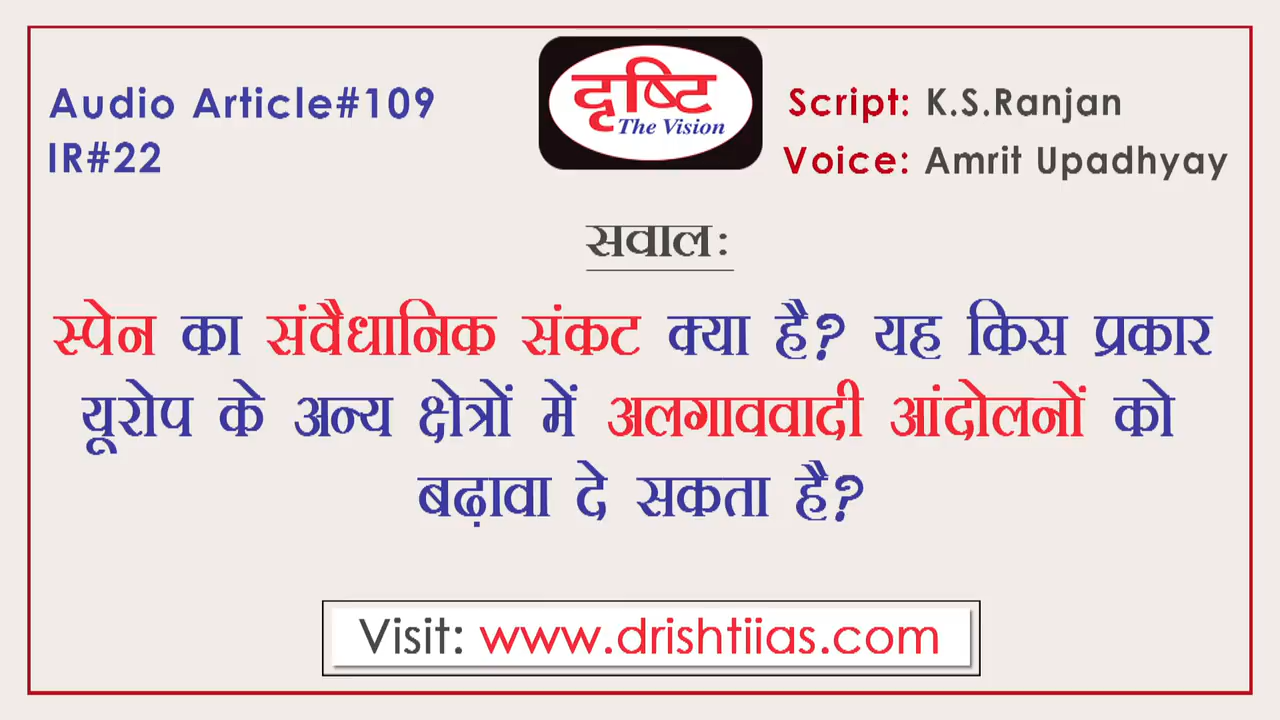 Audio Article#109
IR#22
दृष्टि
The Vision
Script: K.S.Ranjan
Voice: Amrit Upadhyay
सवाल:
स्पेन का संवैधानिक संकट क्या है? यह किस प्रकार
यूरोप के अन्य क्षेत्रों में अलगाववादी आंदोलनों को
बढ़ावा दे सकता है?
Visit: www.drishtiias.com